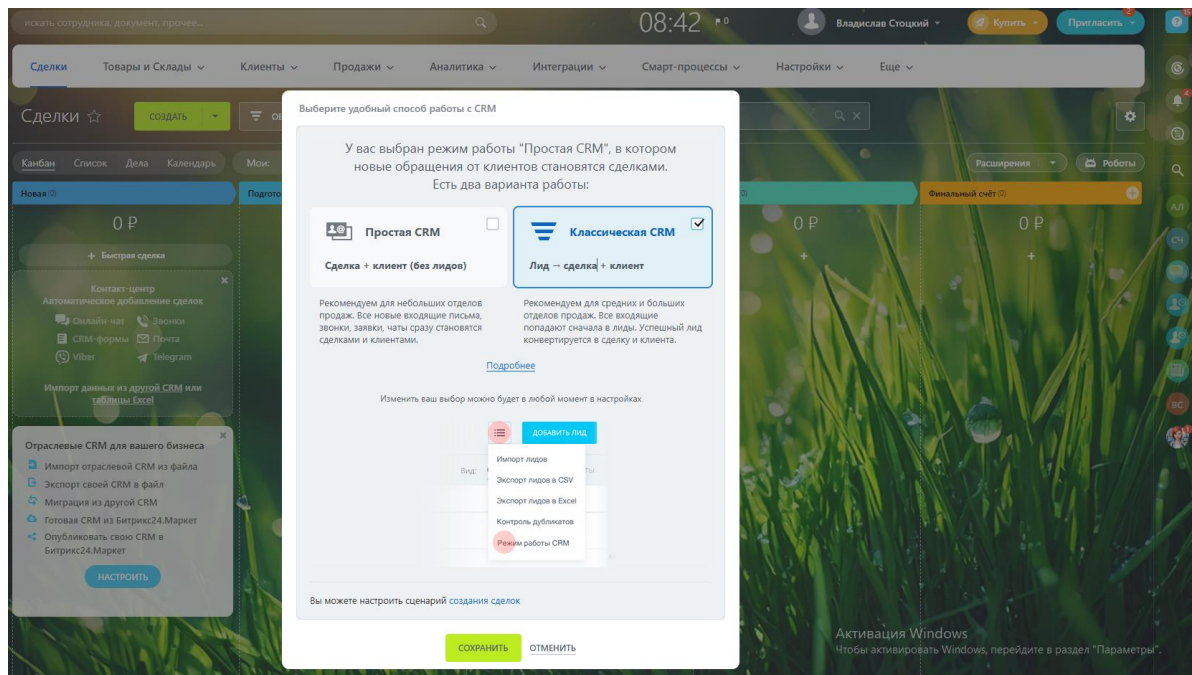 искать сотрудника, документ, прочее...
08:42
0
Владислав Стоцкий
Купить
2
Пригласить
Сделки
Товары и Склады
Клиенты
Продажи
Аналитика
Интеграции
Смарт-процессы
Настройки
Еще
Сделки
СОЗДАТЬ
Канбан
Список
Дела
Календарь
Мои:
Расширения
Роботы
Новая (0)
Финальный счёт (0)
0 ₽
0 ₽
0 ₽
+ Быстрая сделка
Контакт-центр
Автоматическое добавление сделок
Онлайн-чат
Звонки
CRM-формы
Почта
Viber
Telegram
Импорт данных из другой CRM или
таблицы Excel
Отраслевые CRM для вашего бизнеса
Импорт отраслевой CRM из файла
Экспорт своей CRM в файл
Миграция из другой CRM
Готовая CRM из Битрикс24.Маркет
Опубликовать свою CRM в
Битрикс24.Маркет
НАСТРОИТЬ
Выберите удобный способ работы с CRM
У вас выбран режим работы "Простая CRM", в котором
новые обращения от клиентов становятся сделками.
Есть два варианта работы:
Простая CRM
Сделка + клиент (без лидов)
Классическая CRM
Лид → сделка + клиент
Рекомендуем для небольших отделов
продаж. Все новые входящие письма,
звонки, заявки, чаты сразу становятся
сделками и клиентами.
Рекомендуем для средних и больших
отделов продаж. Все входящие
попадают сначала в лиды. Успешный лид
конвертируется в сделку и клиента.
Подробнее
Изменить ваш выбор можно будет в любой момент в настройках
ДОБАВИТЬ ЛИД
Вид:
Импорт лидов
Экспорт лидов в CSV
Экспорт лидов в Excel
Контроль дубликатов
Режим работы CRM
Вы можете настроить сценарий создания сделок
СОХРАНИТЬ
ОТМЕНИТЬ
АЛ
СЧ
ВС
Активация Windows
Чтобы активировать Windows, перейдите в раздел "Параметры".